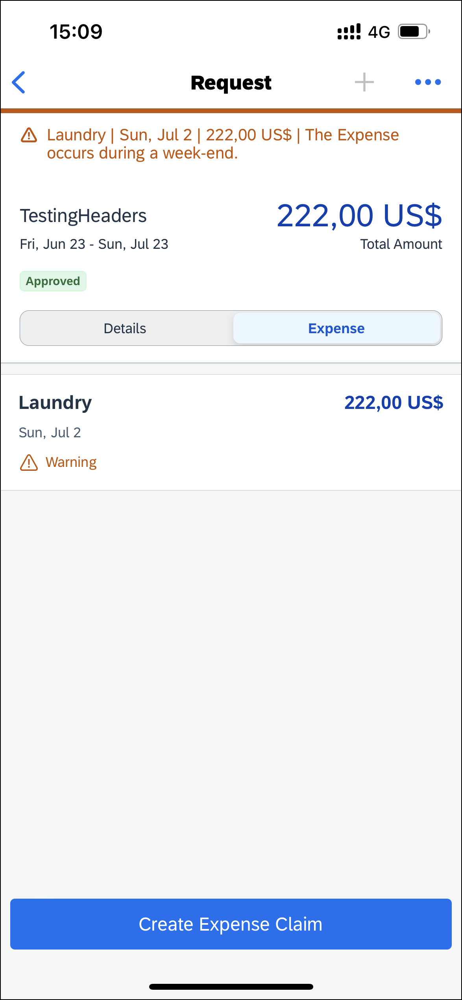 15:09 4G
Request
Laundry | Sun, Jul 2 | 222,00 US$ | The Expense
occurs during a week-end.
TestingHeaders 222,00 US$
Fri, Jun 23 - Sun, Jul 23 Total Amount
Approved
Details Expense
Laundry 222,00 US$
Sun, Jul 2
Warning
Create Expense Claim